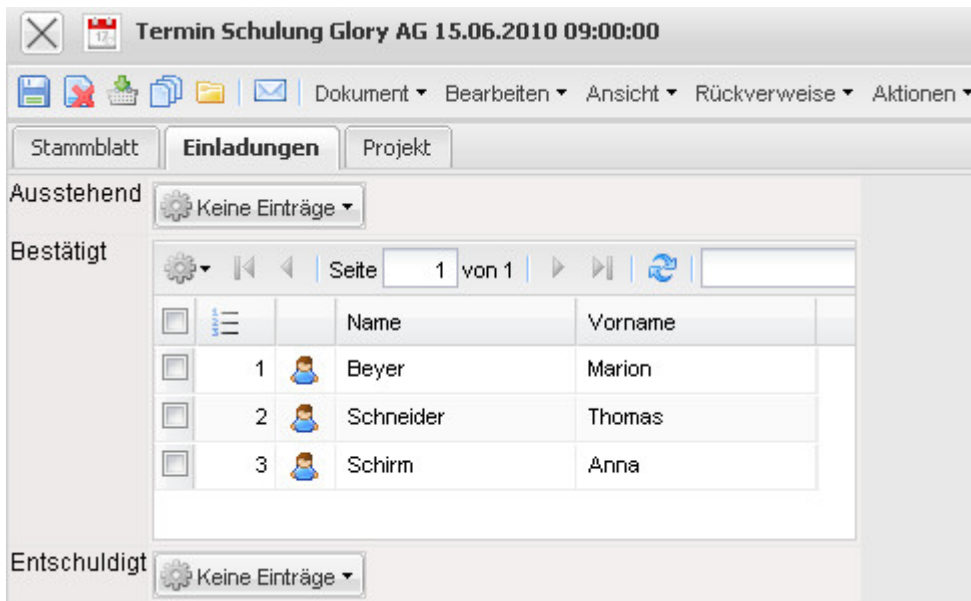 Termin Schulung Glory AG 15.06.2010 09:00:00
Dokument Bearbeiten Ansicht Rückverweise Aktionen
Stammblatt Einladungen Projekt
Ausstehend Keine Einträge
Bestätigt
Seite 1 von 1
Name Vorname
1 Beyer Marion
2 Schneider Thomas
3 Schirm Anna
Entschuldigt Keine Einträge